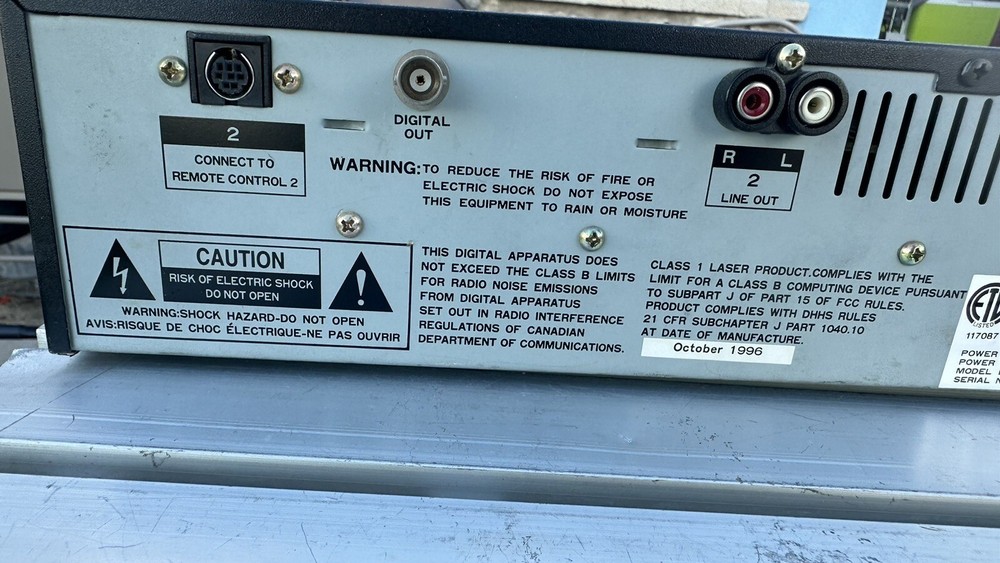 2
CONNECT TO
REMOTE CONTROL 2
DIGITAL
OUT
R L
2
LINE OUT
WARNING: TO REDUCE THE RISK OF FIRE OR
ELECTRIC SHOCK DO NOT EXPOSE
THIS EQUIPMENT TO RAIN OR MOISTURE
CAUTION
RISK OF ELECTRIC SHOCK
DO NOT OPEN
WARNING:SHOCK HAZARD-DO NOT OPEN
AVIS:RISQUE DE CHOC ÉLECTRIQUE-NE PAS OUVRIR
THIS DIGITAL APPARATUS DOES
NOT EXCEED THE CLASS B LIMITS
FOR RADIO NOISE EMISSIONS
FROM DIGITAL APPARATUS
SET OUT IN RADIO INTERFERENCE
REGULATIONS OF CANADIAN
DEPARTMENT OF COMMUNICATIONS.
CLASS 1 LASER PRODUCT.COMPLIES WITH THE
LIMIT FOR A CLASS B COMPUTING DEVICE PURSUANT
TO SUBPART J OF PART 15 OF FCC RULES.
PRODUCT COMPLIES WITH DHHS RULES
21 CFR SUBCHAPTER J PART 1040.10
AT DATE OF MANUFACTURE.
October 1996
ETL
LISTED
117087
POWER
POWER
MODEL
SERIAL N